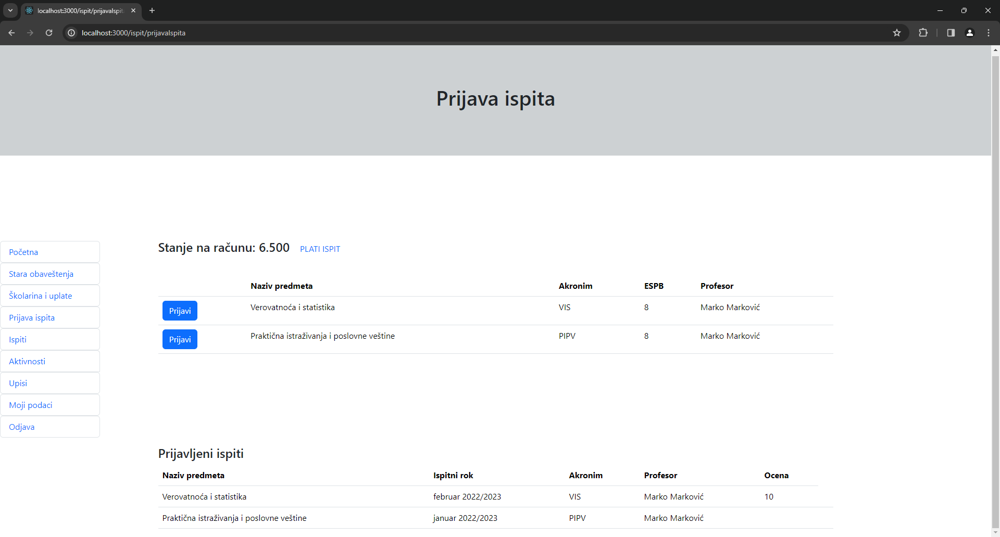 localhost:3000/ispit/prijavaIspit
localhost:3000/ispit/prijavaIspita
Prijava ispita
Početna
Stara obaveštenja
Školarina i uplate
Prijava ispita
Ispiti
Aktivnosti
Upisi
Moji podaci
Odjava
Stanje na računu: 6.500 PLATI ISPIT
Naziv predmeta Akronim ESPB Profesor
Prijavi Verovatnoća i statistika VIS 8 Marko Marković
Prijavi Praktična istraživanja i poslovne veštine PIPV 8 Marko Marković
Prijavljeni ispiti
Naziv predmeta Ispitni rok Akronim Profesor Ocena
Verovatnoća i statistika februar 2022/2023 VIS Marko Marković 10
Praktična istraživanja i poslovne veštine januar 2022/2023 PIPV Marko Marković